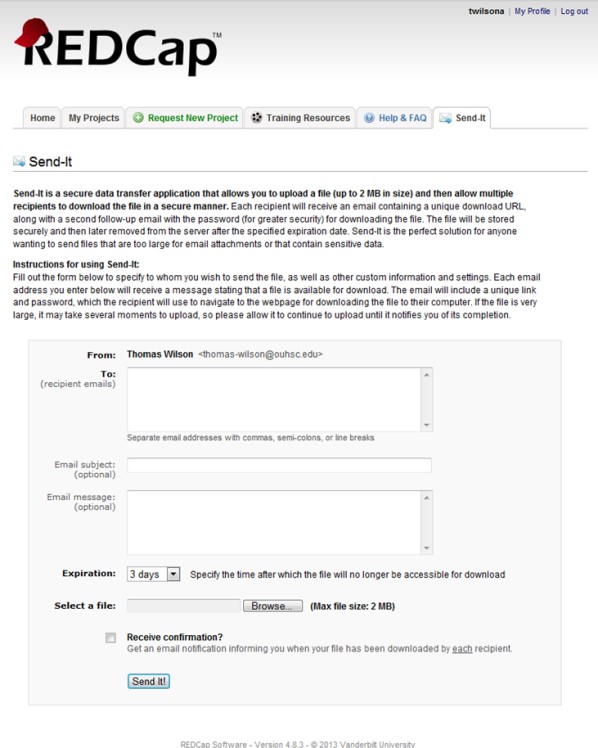 twilsona | My Profile | Log out
REDCap™
Home My Projects Request New Project Training Resources Help & FAQ Send-It
Send-It
Send-It is a secure data transfer application that allows you to upload a file (up to 2 MB in size) and then allow multiple
recipients to download the file in a secure manner. Each recipient will receive an email containing a unique download URL,
along with a second follow-up email with the password (for greater security) for downloading the file. The file will be stored
securely and then later removed from the server after the specified expiration date. Send-It is the perfect solution for anyone
wanting to send files that are too large for email attachments or that contain sensitive data.
Instructions for using Send-It:
Fill out the form below to specify to whom you wish to send the file, as well as other custom information and settings. Each email
address you enter below will receive a message stating that a file is available for download. The email will include a unique link
and password, which the recipient will use to navigate to the webpage for downloading the file to their computer. If the file is very
large, it may take several moments to upload, so please allow it to continue to upload until it notifies you of its completion.
From: Thomas Wilson <thomas-wilson@ouhsc.edu>
To:
(recipient emails)
Separate email addresses with commas, semi-colons, or line breaks
Email subject:
(optional)
Email message:
(optional)
Expiration: 3 days Specify the time after which the file will no longer be accessible for download
Select a file: Browse... (Max file size: 2 MB)
Receive confirmation?
Get an email notification informing you when your file has been downloaded by each recipient.
Send It!
REDCap Software - Version 4.8.3 - © 2013 Vanderbilt University